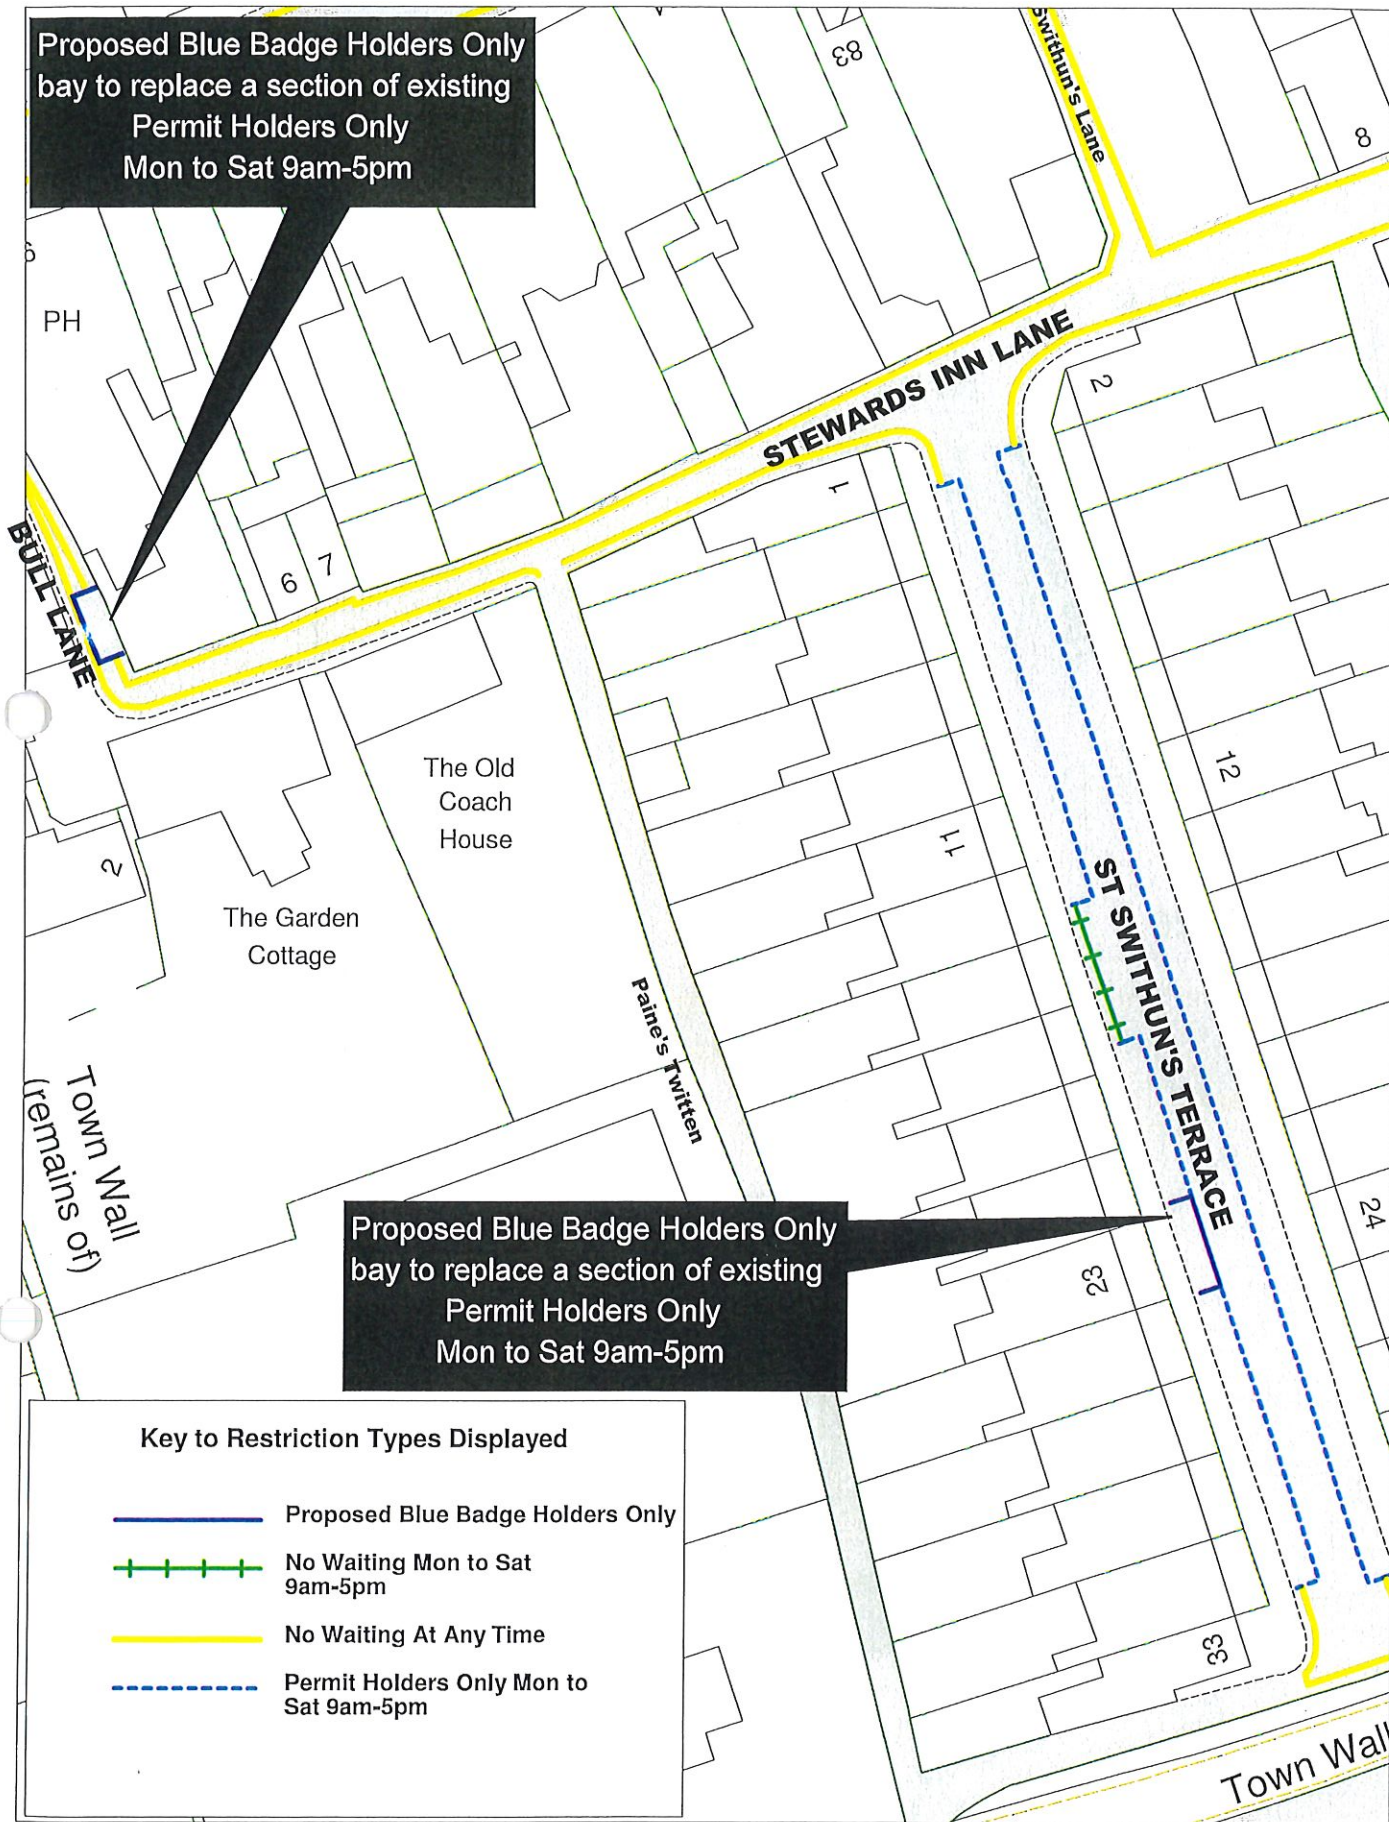 Proposed Blue Badge Holders Only
bay to replace a section of existing
Permit Holders Only
Mon to Sat 9am-5pm
83
Swithun's Lane
8
PH
STEWARDS INN LANE
2
1
6
7
BULL LANE
The Old
Coach
House
12
11
2
The Garden
Cottage
ST SWITHUN'S TERRACE
Paine's Twitten
Town Wall
(remains of)
Proposed Blue Badge Holders Only
bay to replace a section of existing
Permit Holders Only
Mon to Sat 9am-5pm
23
24
Key to Restriction Types Displayed
Proposed Blue Badge Holders Only
No Waiting Mon to Sat
9am-5pm
No Waiting At Any Time
Permit Holders Only Mon to
Sat 9am-5pm
33
Town Wall